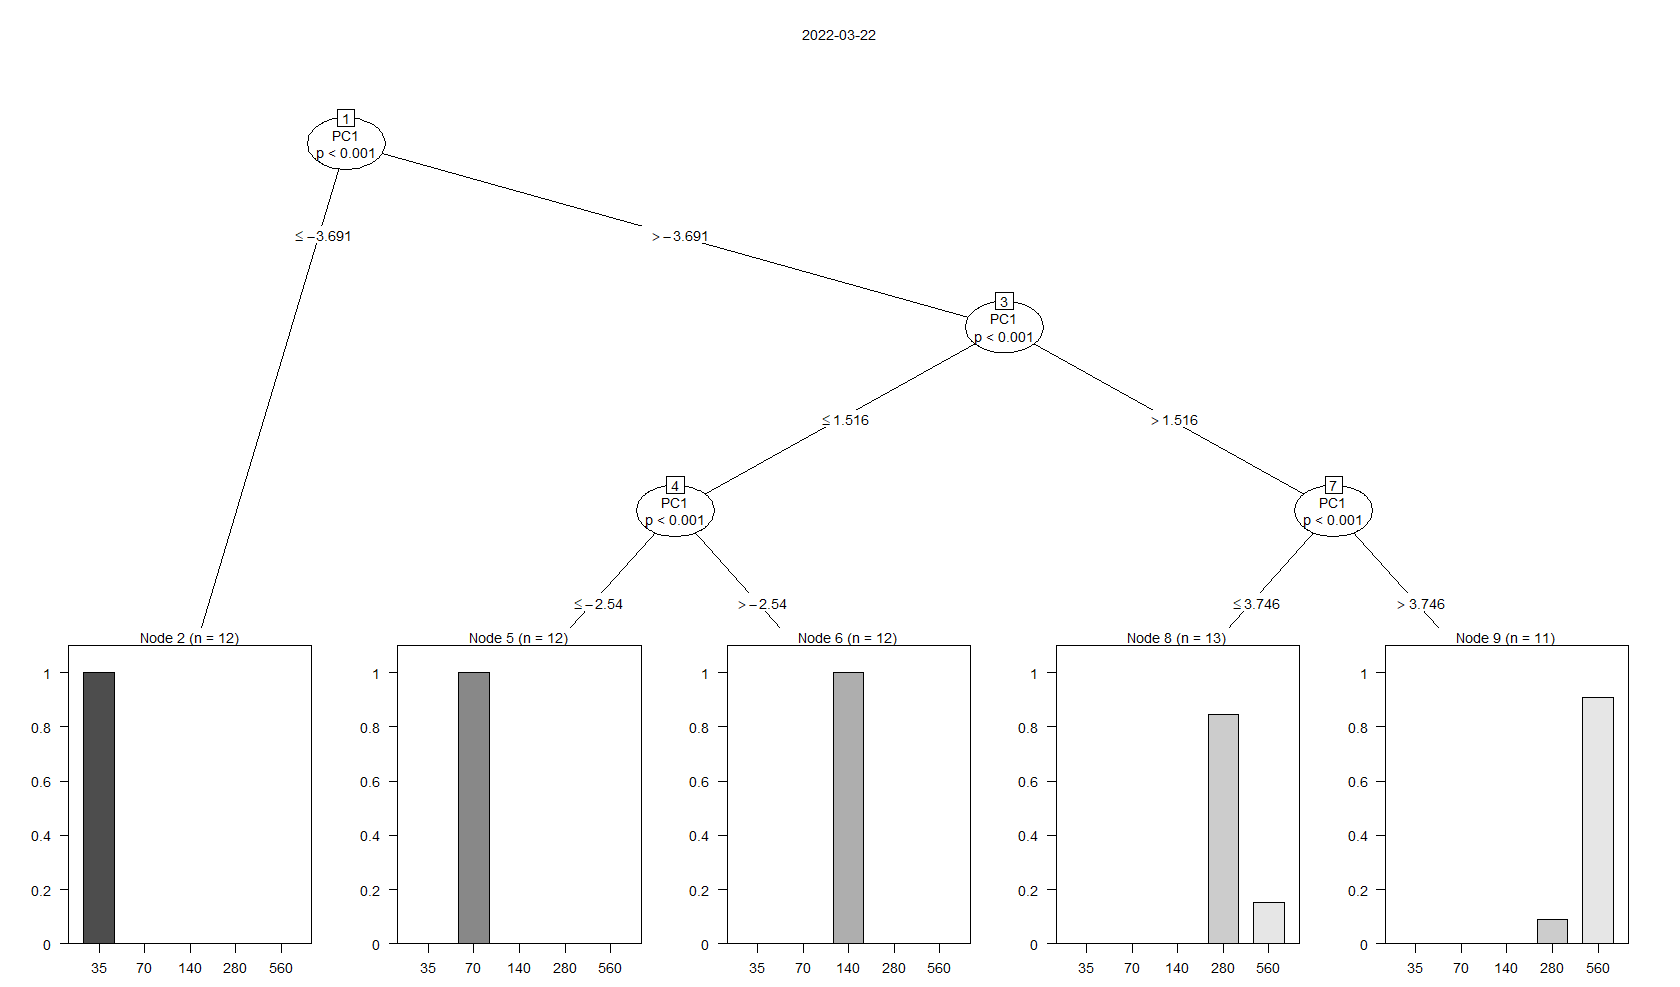 2022-03-22
1
PC1
p < 0.001
≤ −3.691
> −3.691
3
PC1
p < 0.001
≤ 1.516
> 1.516
4
PC1
p < 0.001
7
PC1
p < 0.001
≤ −2.54
> −2.54
≤ 3.746
> 3.746
Node 2 (n = 12)
1
0.8
0.6
0.4
0.2
0
35 70 140 280 560
Node 5 (n = 12)
1
0.8
0.6
0.4
0.2
0
35 70 140 280 560
Node 6 (n = 12)
1
0.8
0.6
0.4
0.2
0
35 70 140 280 560
Node 8 (n = 13)
1
0.8
0.6
0.4
0.2
0
35 70 140 280 560
Node 9 (n = 11)
1
0.8
0.6
0.4
0.2
0
35 70 140 280 560